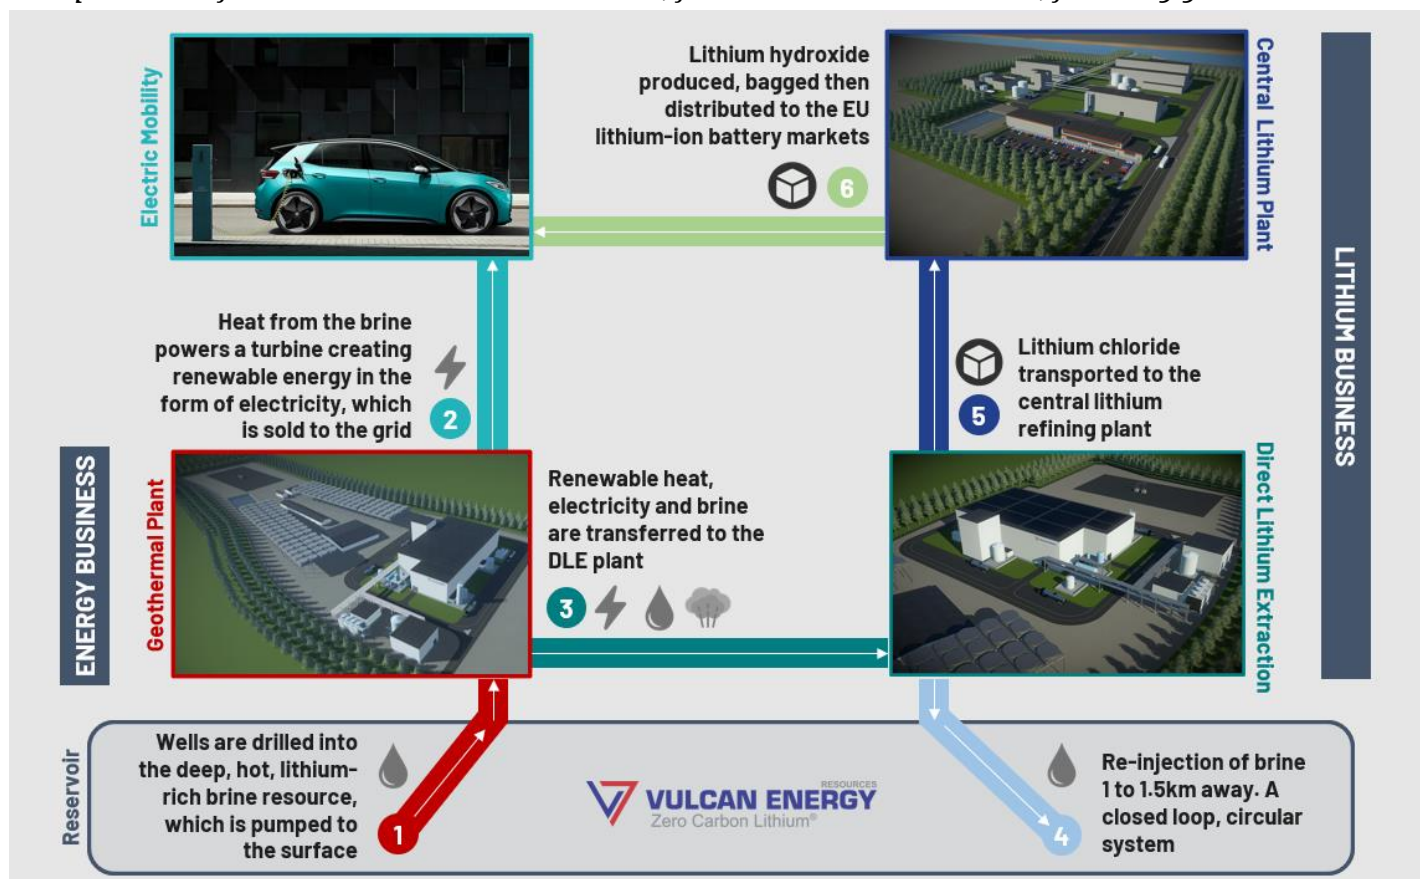 Electric Mobility
Lithium hydroxide
produced, bagged then
distributed to the EU
lithium-ion battery markets
6
Central Lithium Plant
LITHIUM BUSINESS
Heat from the brine
powers a turbine creating
renewable energy in the
form of electricity, which
is sold to the grid
2
Lithium chloride
transported to the
central lithium
refining plant
5
ENERGY BUSINESS
Geothermal Plant
Renewable heat,
electricity and brine
are transferred to the
DLE plant
3
Direct Lithium Extraction
Reservoir
Wells are drilled into
the deep, hot, lithium-
rich brine resource,
which is pumped to
the surface
1
RESOURCES
VULCAN ENERGY
Zero Carbon Lithium®
4
Re-injection of brine
1 to 1.5km away. A
closed loop, circular
system